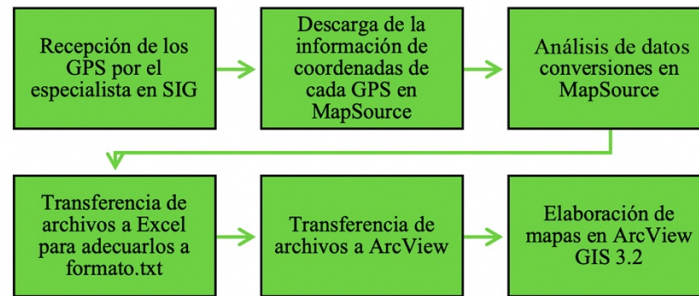 Recepción de los
GPS por el
especialista en SIG
Descarga de la
información de
coordenadas de
cada GPS en
MapSource
Análisis de datos
conversiones en
MapSource
Transferencia de
archivos a Excel
para adecuarlos a
formato.txt
Transferencia de
archivos a ArcView
Elaboración de
mapas en ArcView
GIS 3.2